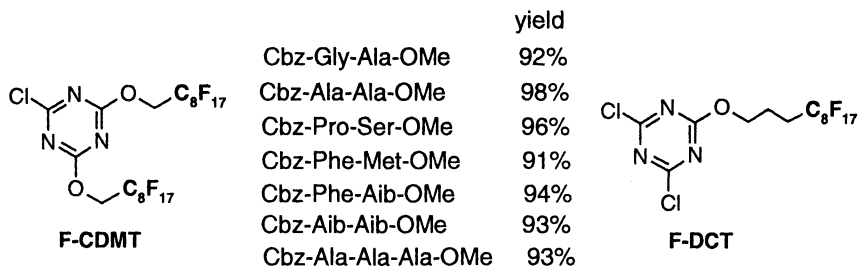 yield
Cbz-Gly-Ala-OMe 92%
Cbz-Ala-Ala-OMe 98%
Cbz-Pro-Ser-OMe 96%
Cbz-Phe-Met-OMe 91%
Cbz-Phe-Aib-OMe 94%
Cbz-Aib-Aib-OMe 93%
Cbz-Ala-Ala-Ala-OMe 93%
Cl N O C8F17
N N
O C8F17
F-CDMT
Cl N O C8F17
N N
Cl
F-DCT